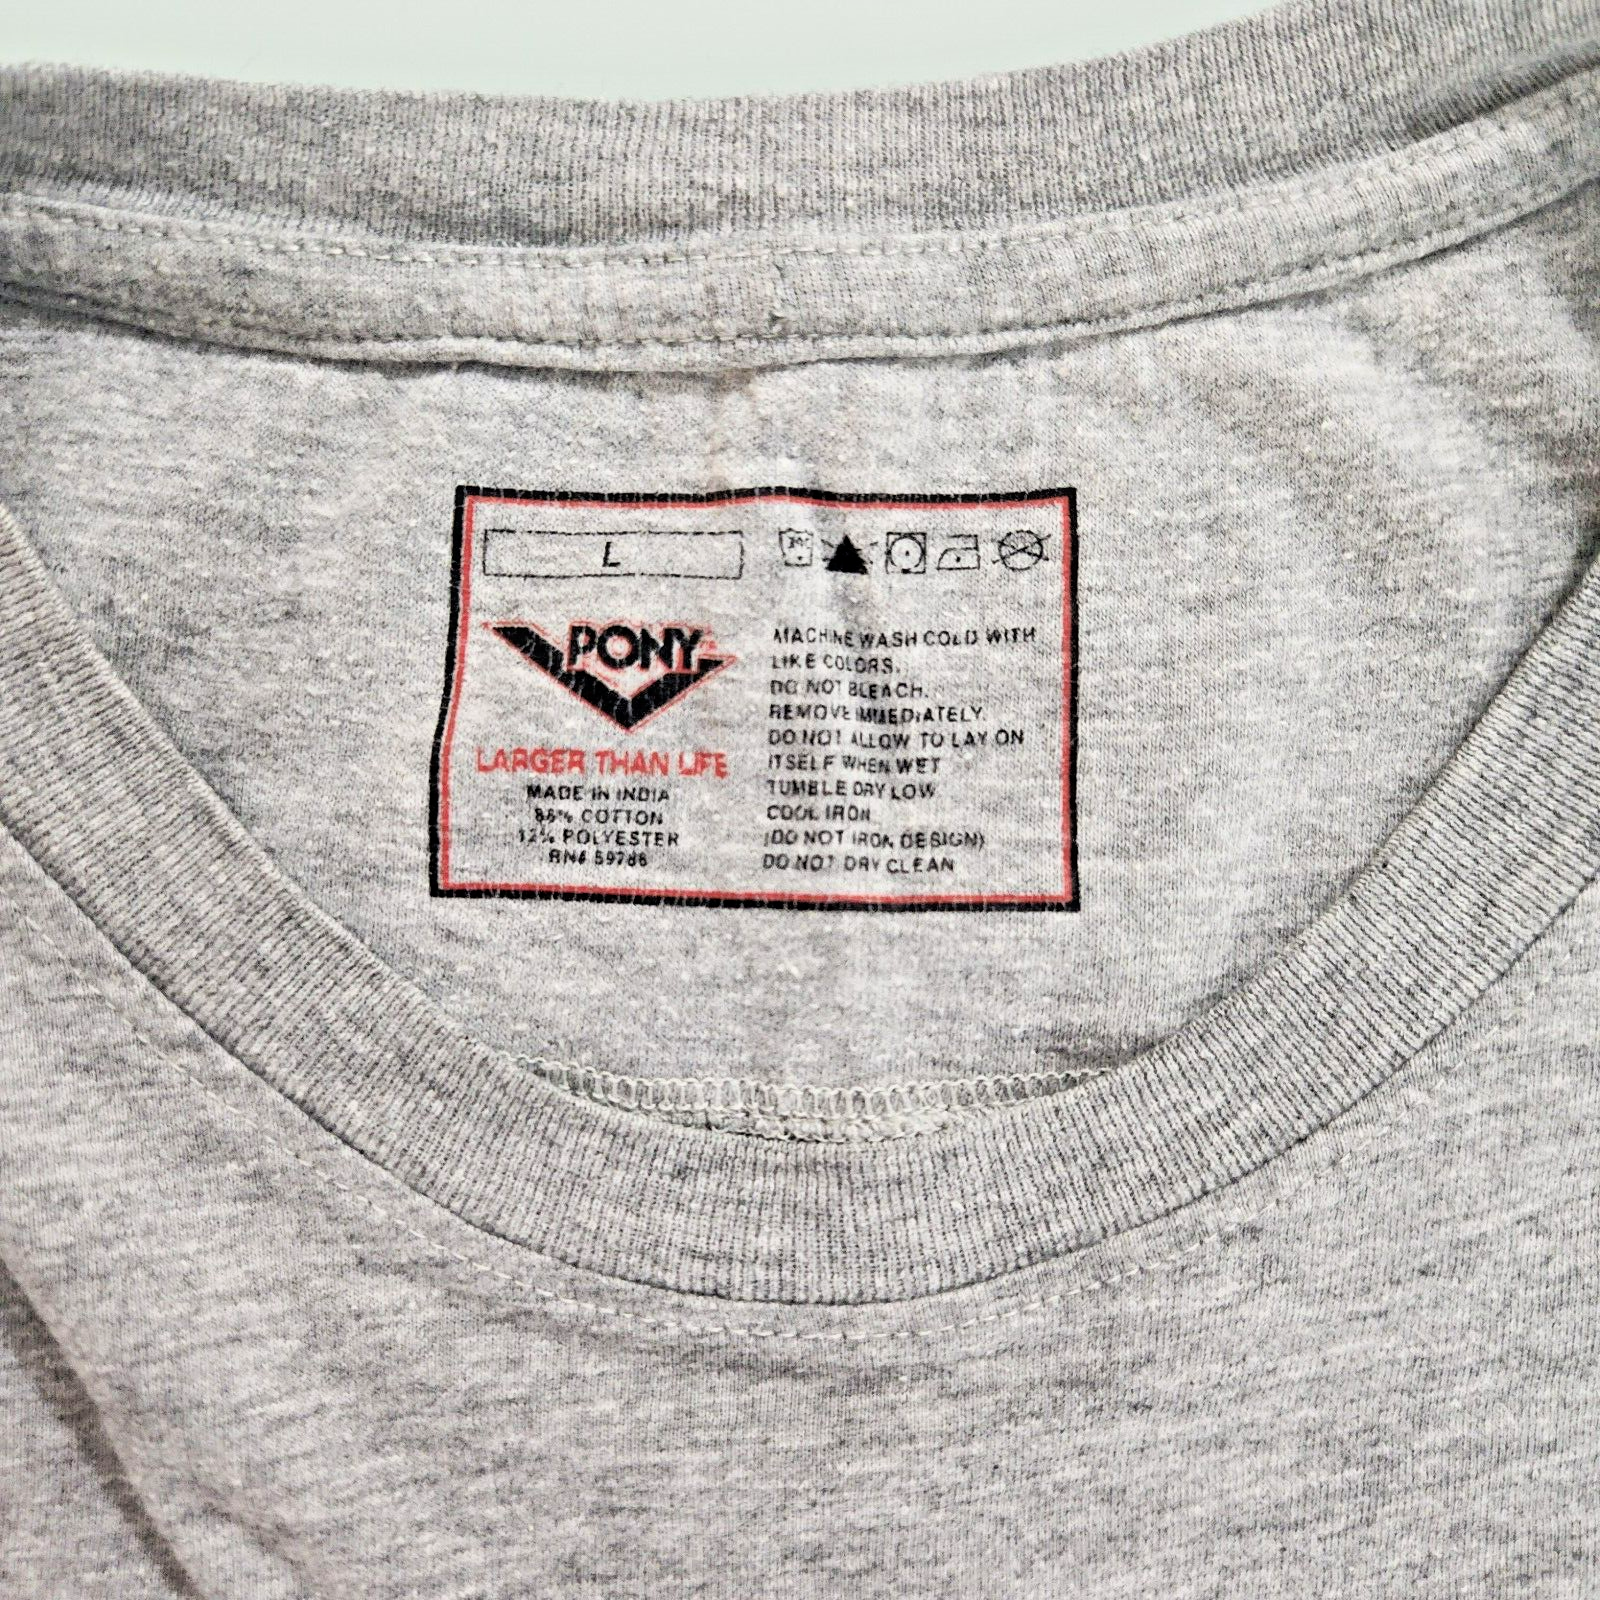 L
PONY
LARGER THAN LIFE
MADE IN INDIA
88% COTTON
12% POLYESTER
RN# 59786
MACHINE WASH COLD WITH
LIKE COLORS.
DO NOT BLEACH.
REMOVE IMMEDIATELY.
DO NOT ALLOW TO LAY ON
ITSELF WHEN WET
TUMBLE DRY LOW
COOL IRON
(DO NOT IRON DESIGN)
DO NOT DRY CLEAN